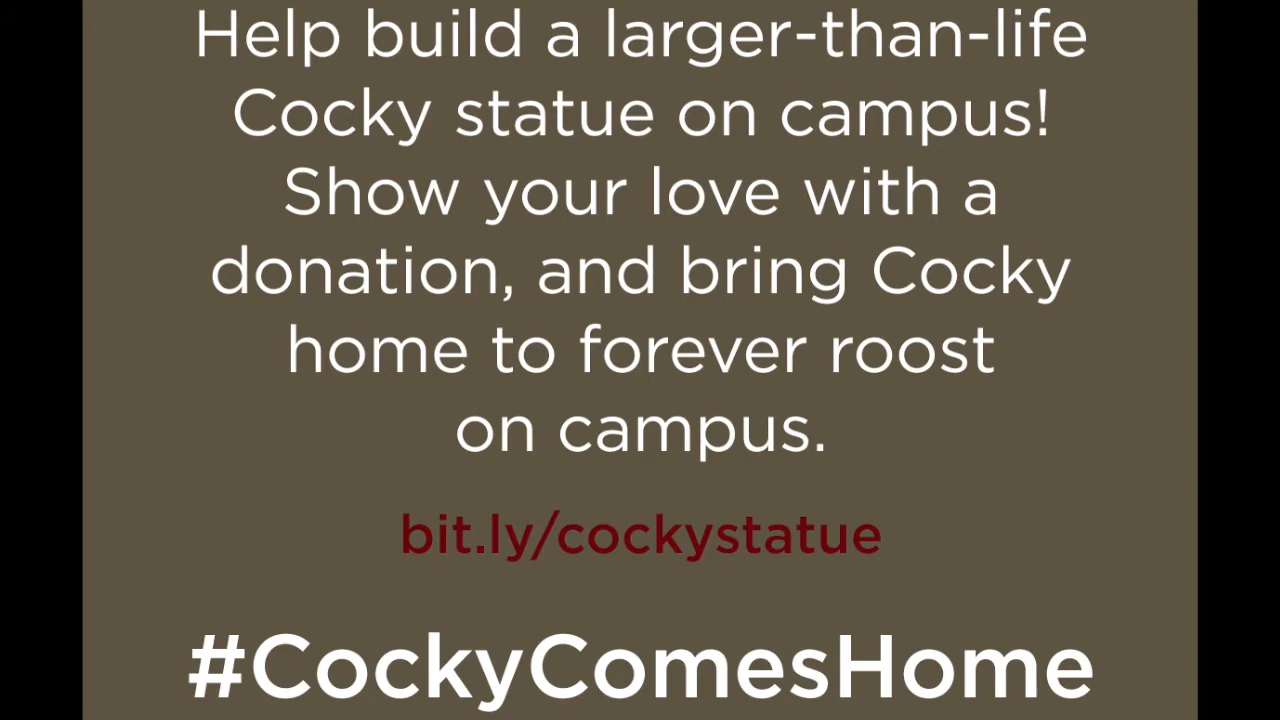 Help build a larger-than-life
Cocky statue on campus!
Show your love with a
donation, and bring Cocky
home to forever roost
on campus.
bit.ly/cockystatue
#CockyComesHome